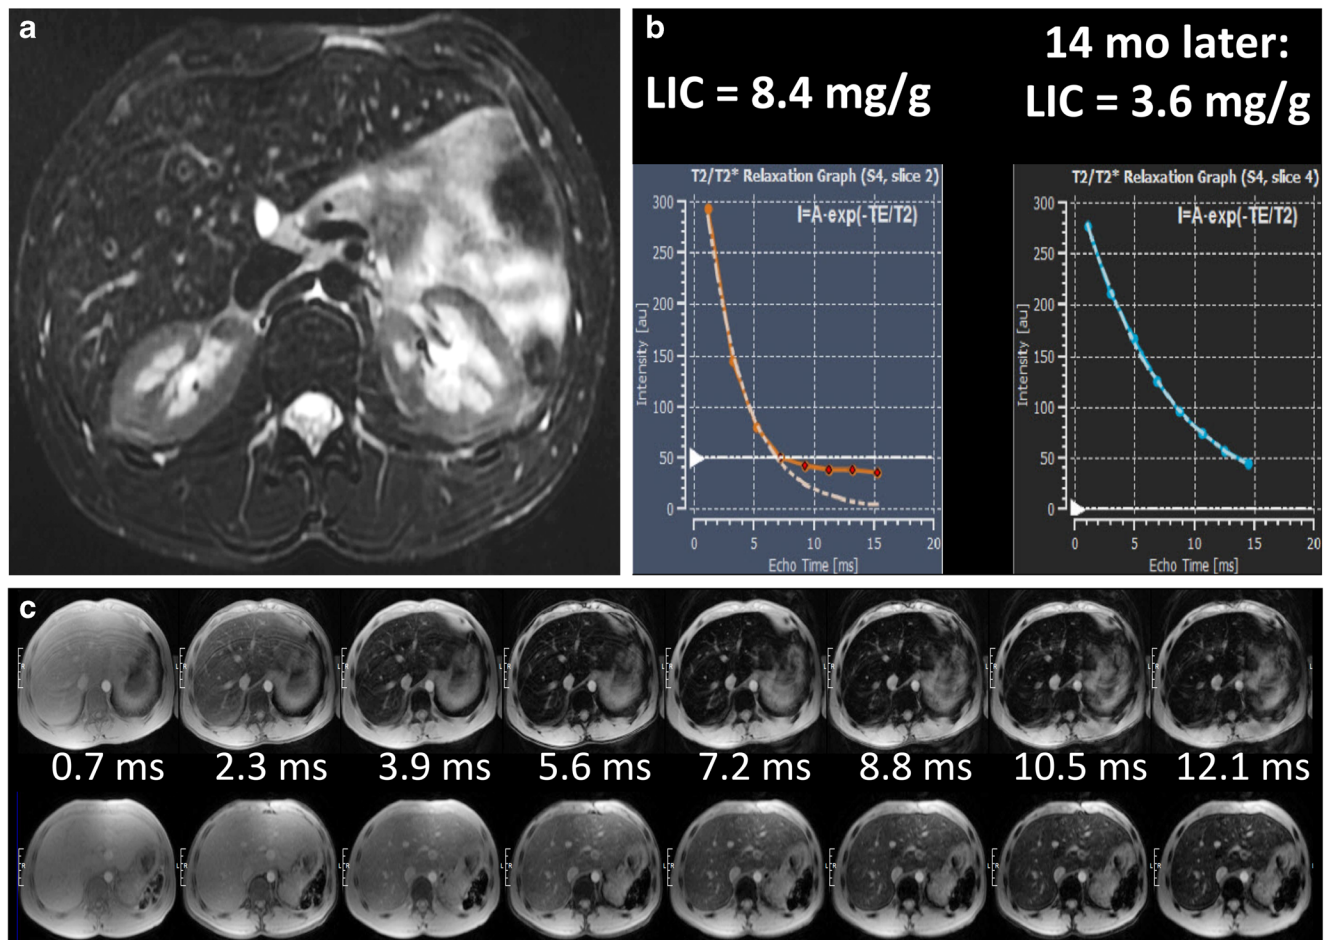 a
b
LIC = 8.4 mg/g
14 mo later:
LIC = 3.6 mg/g
T2/T2* Relaxation Graph (S4, slice 2)
I=A·exp(-TE/T2)
Intensity [au]
300
250
200
150
100
50
0
0 5 10 15 20
Echo Time [ms]
T2/T2* Relaxation Graph (S4, slice 4)
I=A·exp(-TE/T2)
Intensity [au]
300
250
200
150
100
50
0
0 5 10 15 20
Echo Time [ms]
c
0.7 ms 2.3 ms 3.9 ms 5.6 ms 7.2 ms 8.8 ms 10.5 ms 12.1 ms